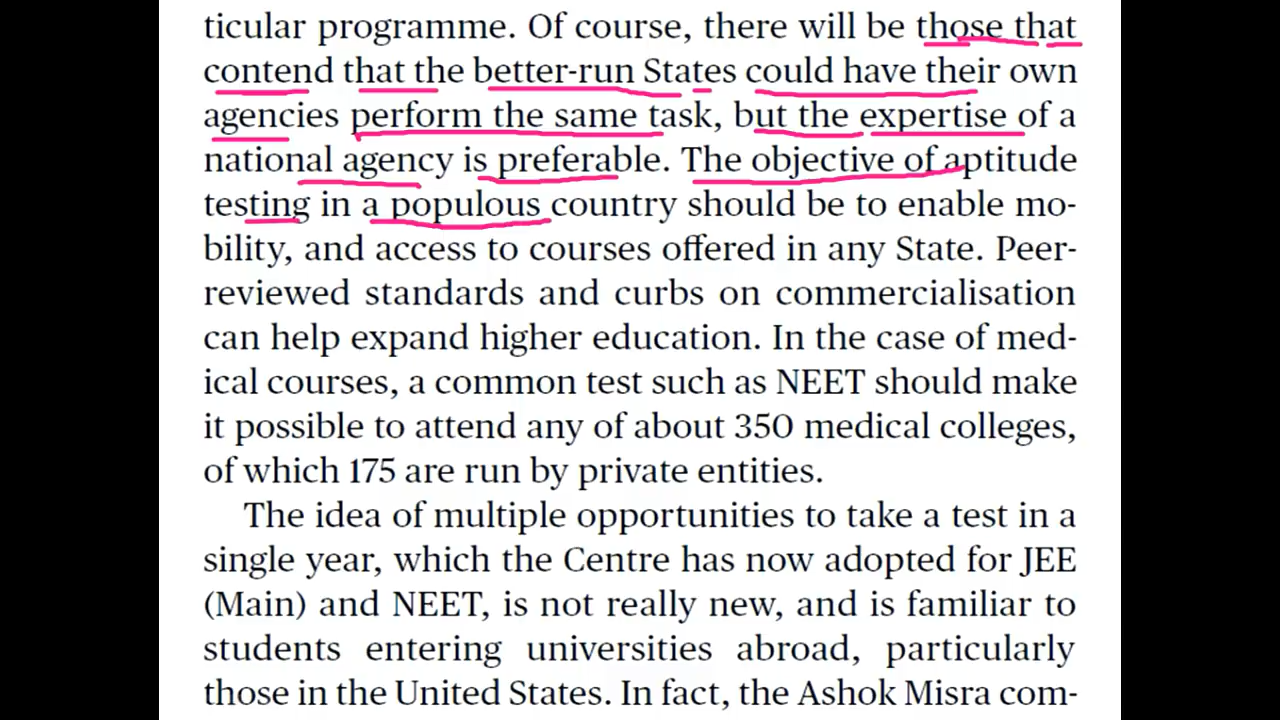 ticular programme. Of course, there will be those that
contend that the better-run States could have their own
agencies perform the same task, but the expertise of a
national agency is preferable. The objective of aptitude
testing in a populous country should be to enable mo-
bility, and access to courses offered in any State. Peer-
reviewed standards and curbs on commercialisation
can help expand higher education. In the case of med-
ical courses, a common test such as NEET should make
it possible to attend any of about 350 medical colleges,
of which 175 are run by private entities.
The idea of multiple opportunities to take a test in a
single year, which the Centre has now adopted for JEE
(Main) and NEET, is not really new, and is familiar to
students entering universities abroad, particularly
those in the United States. In fact, the Ashok Misra com-